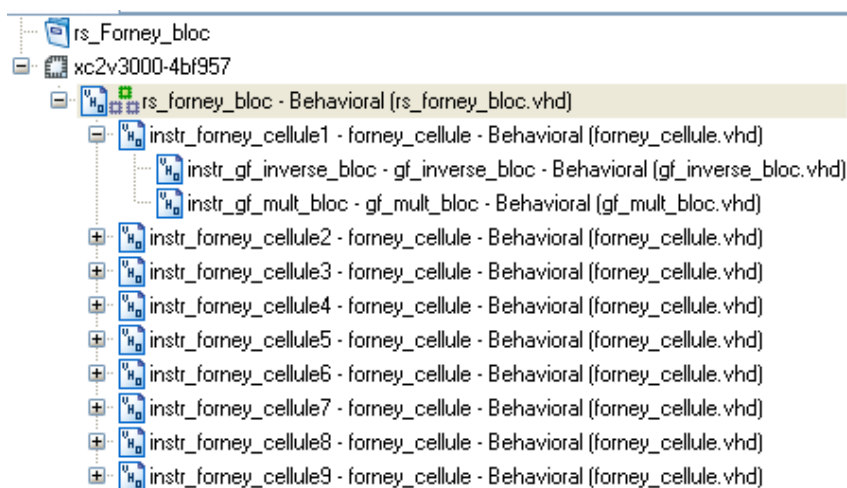 rs_Forney_bloc
xc2v3000-4bf957
rs_forney_bloc - Behavioral (rs_forney_bloc.vhd)
instr_forney_cellule1 - forney_cellule - Behavioral (forney_cellule.vhd)
instr_gf_inverse_bloc - gf_inverse_bloc - Behavioral (gf_inverse_bloc.vhd)
instr_gf_mult_bloc - gf_mult_bloc - Behavioral (gf_mult_bloc.vhd)
instr_forney_cellule2 - forney_cellule - Behavioral (forney_cellule.vhd)
instr_forney_cellule3 - forney_cellule - Behavioral (forney_cellule.vhd)
instr_forney_cellule4 - forney_cellule - Behavioral (forney_cellule.vhd)
instr_forney_cellule5 - forney_cellule - Behavioral (forney_cellule.vhd)
instr_forney_cellule6 - forney_cellule - Behavioral (forney_cellule.vhd)
instr_forney_cellule7 - forney_cellule - Behavioral (forney_cellule.vhd)
instr_forney_cellule8 - forney_cellule - Behavioral (forney_cellule.vhd)
instr_forney_cellule9 - forney_cellule - Behavioral (forney_cellule.vhd)